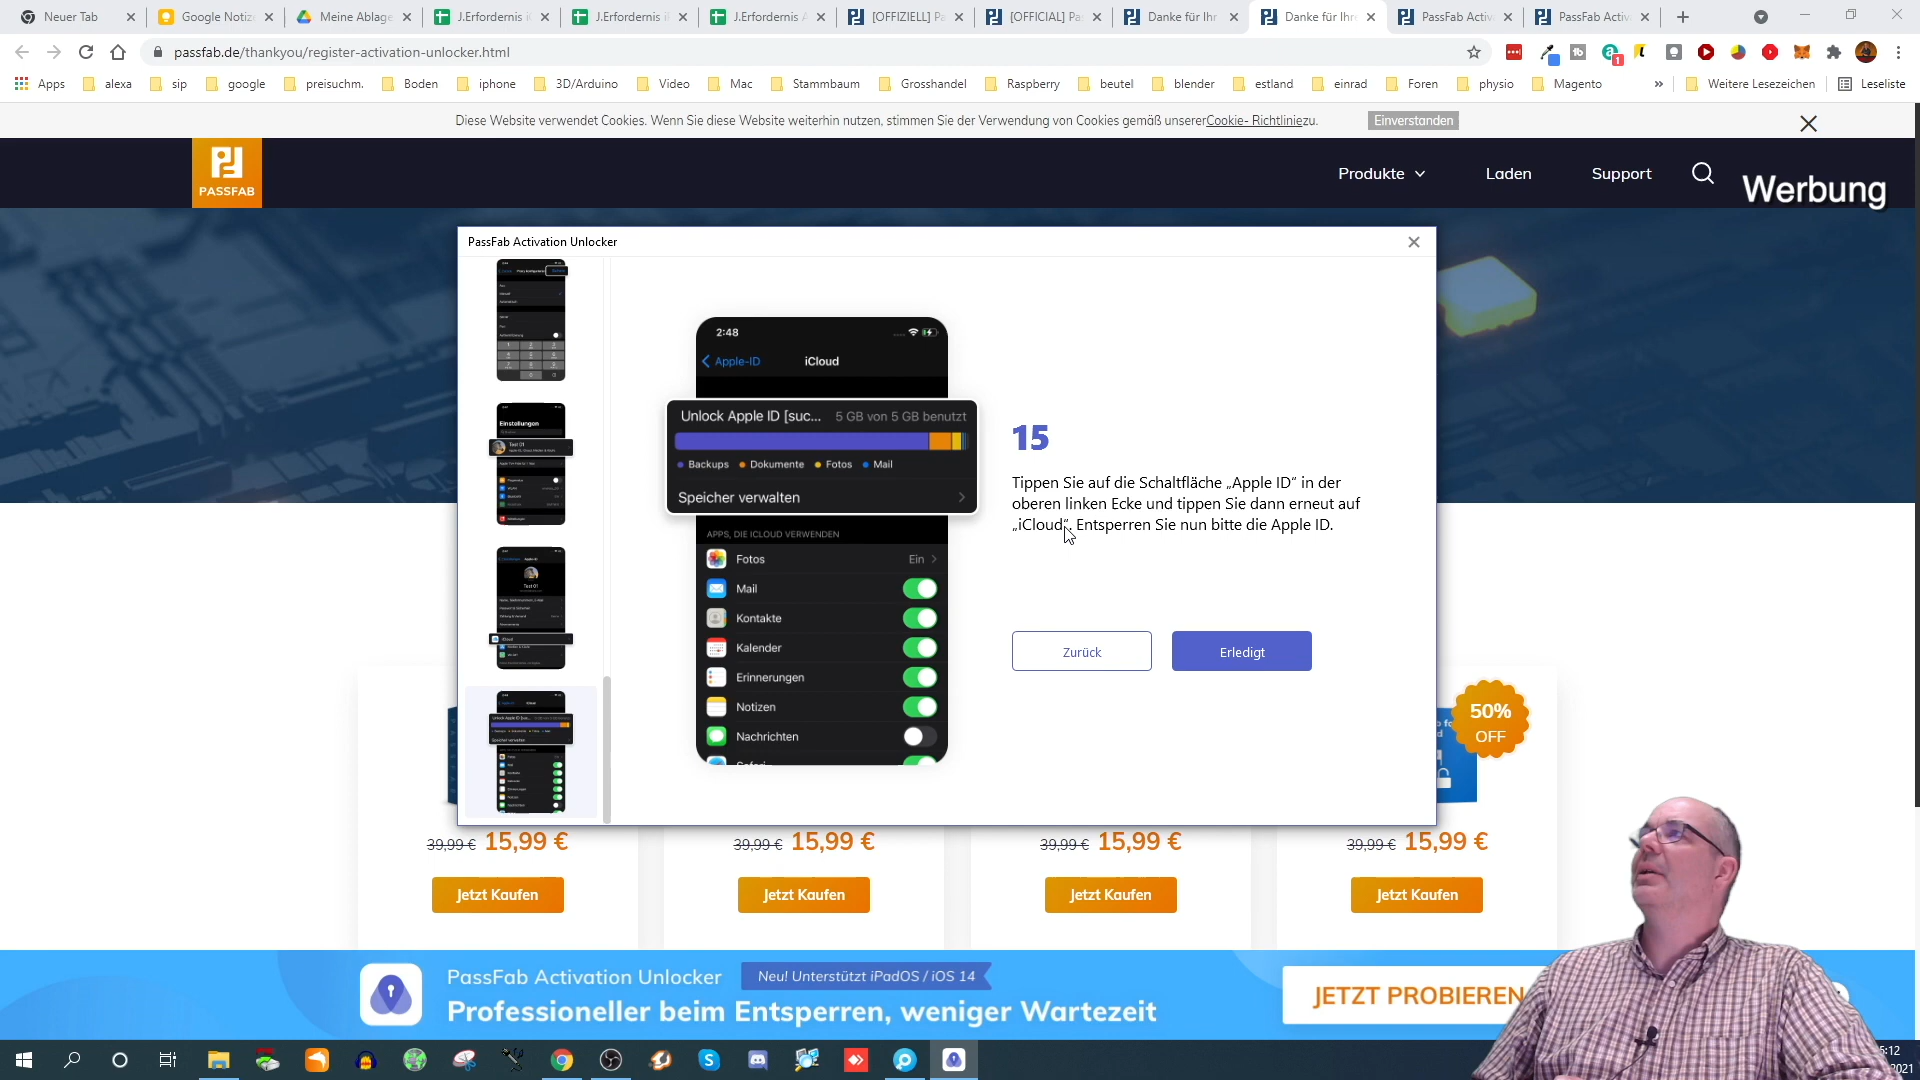 Neuer Tab
Google Notiz
Meine Ablage
J.Erfordernis i
J.Erfordernis i
J.Erfordernis A
[OFFIZIELL] Pa
[OFFICIAL] Pa
Danke für Ihr
Danke für Ihr
PassFab Activ
PassFab Activ
passfab.de/thankyou/register-activation-unlocker.html
Apps
alexa
sip
google
preisuchm.
Boden
iphone
3D/Arduino
Video
Mac
Stammbaum
Grosshandel
Raspberry
beutel
blender
estland
einrad
Foren
physio
Magento
»
Weitere Lesezeichen
Leseliste
Diese Website verwendet Cookies. Wenn Sie diese Website weiterhin nutzen, stimmen Sie der Verwendung von Cookies gemäß unsererCookie- Richtliniezu.
Einverstanden
PASSFAB
Produkte
Laden
Support
Werbung
PassFab Activation Unlocker
Einstellungen
2:48
Apple-ID
iCloud
Unlock Apple ID [suc... 5 GB von 5 GB benutzt
Backups Dokumente Fotos Mail
Speicher verwalten
APPS, DIE ICLOUD VERWENDEN
Fotos Ein
Mail
Kontakte
Kalender
Erinnerungen
Notizen
Nachrichten
Safari
15
Tippen Sie auf die Schaltfläche „Apple ID“ in der
oberen linken Ecke und tippen Sie dann erneut auf
„iCloud“. Entsperren Sie nun bitte die Apple ID.
Zurück
Erledigt
50%
OFF
39,99 € 15,99 €
39,99 € 15,99 €
39,99 € 15,99 €
39,99 € 15,99 €
Jetzt Kaufen
Jetzt Kaufen
Jetzt Kaufen
Jetzt Kaufen
PassFab Activation Unlocker
Neu! Unterstützt iPadOS / iOS 14
Professioneller beim Entsperren, weniger Wartezeit
JETZT PROBIEREN
5:12
2021